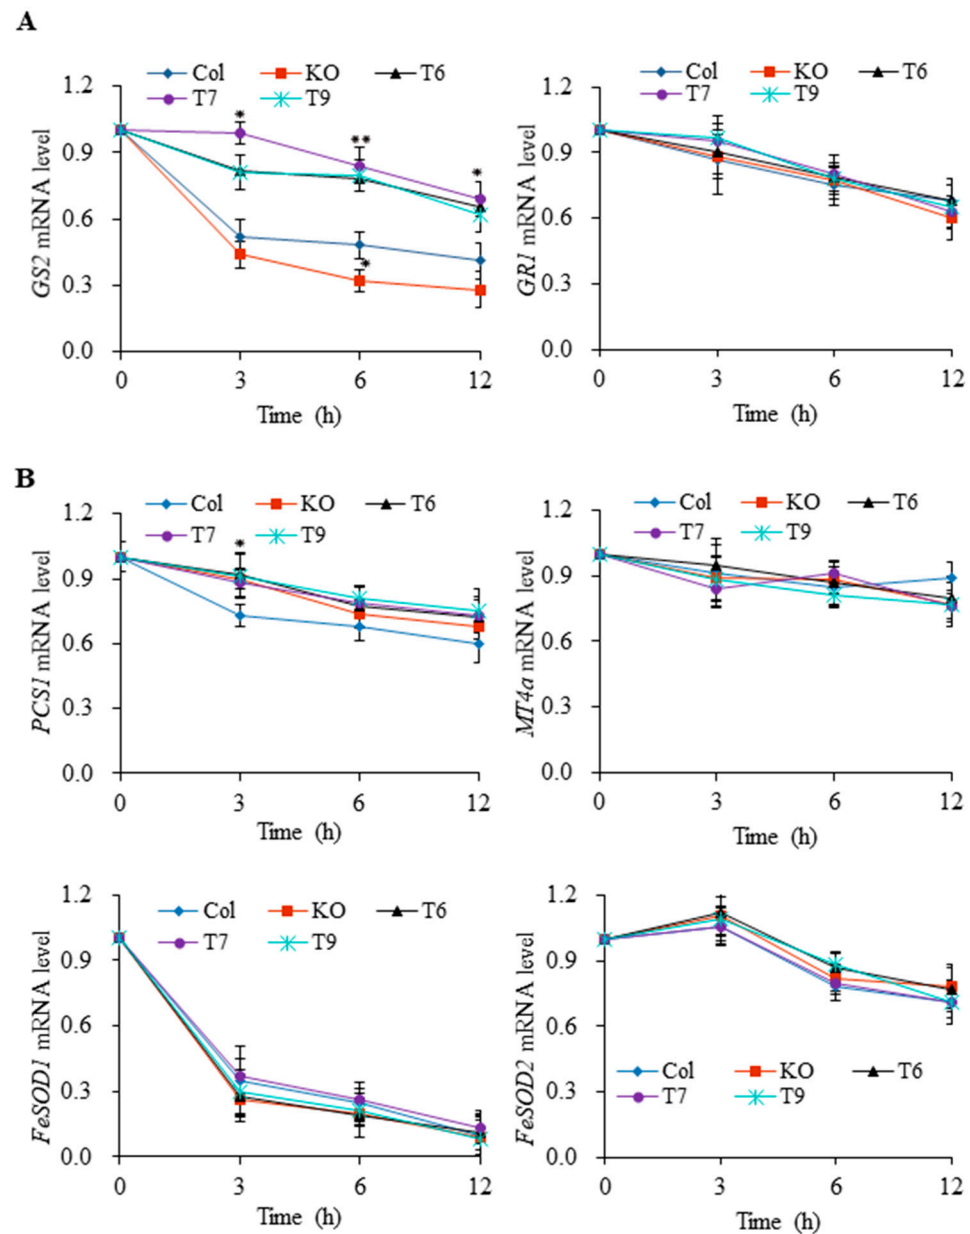 A
Col KO T6
T7 T9
1.2
0.9
0.6
0.3
0.0
GS2 mRNA level
*
**
*
*
0 3 6 12
Time (h)
Col KO T6
T7 T9
1.2
0.9
0.6
0.3
0.0
GR1 mRNA level
0 3 6 12
Time (h)
B
Col KO T6
T7 T9
1.2
0.9
0.6
0.3
0.0
PCS1 mRNA level
*
0 3 6 12
Time (h)
Col KO T6
T7 T9
1.2
0.9
0.6
0.3
0.0
MT4a mRNA level
0 3 6 12
Time (h)
Col KO T6
T7 T9
1.2
0.9
0.6
0.3
0.0
FeSOD1 mRNA level
0 3 6 12
Time (h)
1.2
0.9
0.6
0.3
0.0
FeSOD2 mRNA level
Col KO T6
T7 T9
0 3 6 12
Time (h)